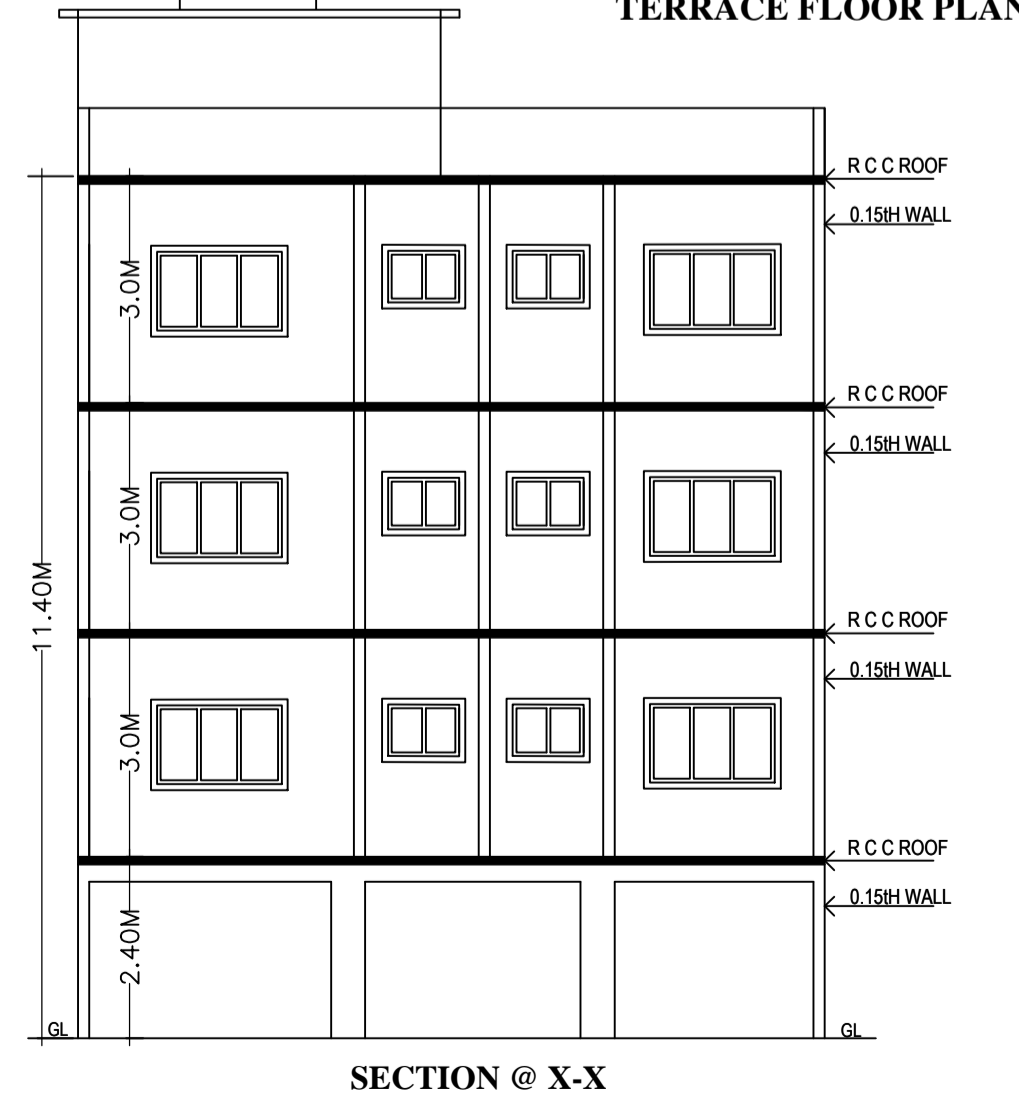 TERRACE FLOOR PLAN
R C C ROOF
0.15tH WALL
3.0M
R C C ROOF
0.15tH WALL
3.0M
11.40M
R C C ROOF
0.15tH WALL
3.0M
R C C ROOF
0.15tH WALL
2.40M
GL
GL
SECTION @ X-X